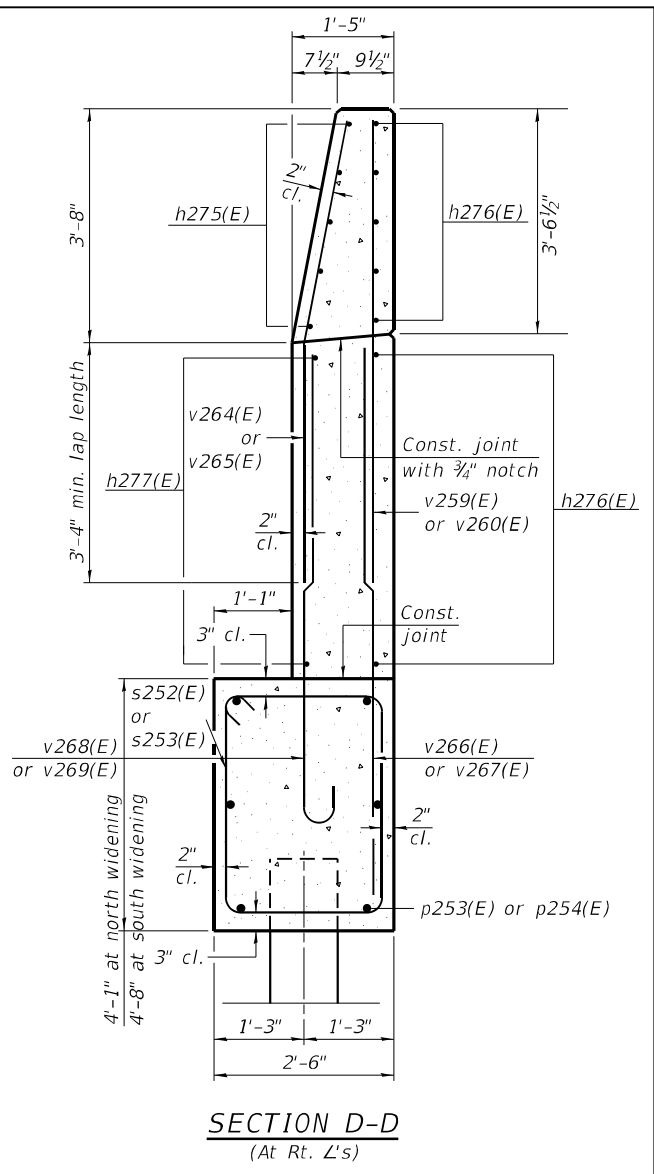 1'-5"
7½" 9½"
2"
cl.
h275(E)
h276(E)
3'-8"
3'-6½"
v264(E)
or
v265(E)
Const. joint
with ¾" notch
h277(E)
3'-4" min. lap length
v259(E)
or v260(E)
h276(E)
2"
cl.
1'-1"
Const.
joint
3" cl.
s252(E)
or
s253(E)
v268(E)
or v269(E)
v266(E)
or v267(E)
2"
cl.
2"
cl.
p253(E) or p254(E)
4'-1" at north widening
4'-8" at south widening
3" cl.
1'-3" 1'-3"
2'-6"
SECTION D-D
(At Rt. ∠'s)